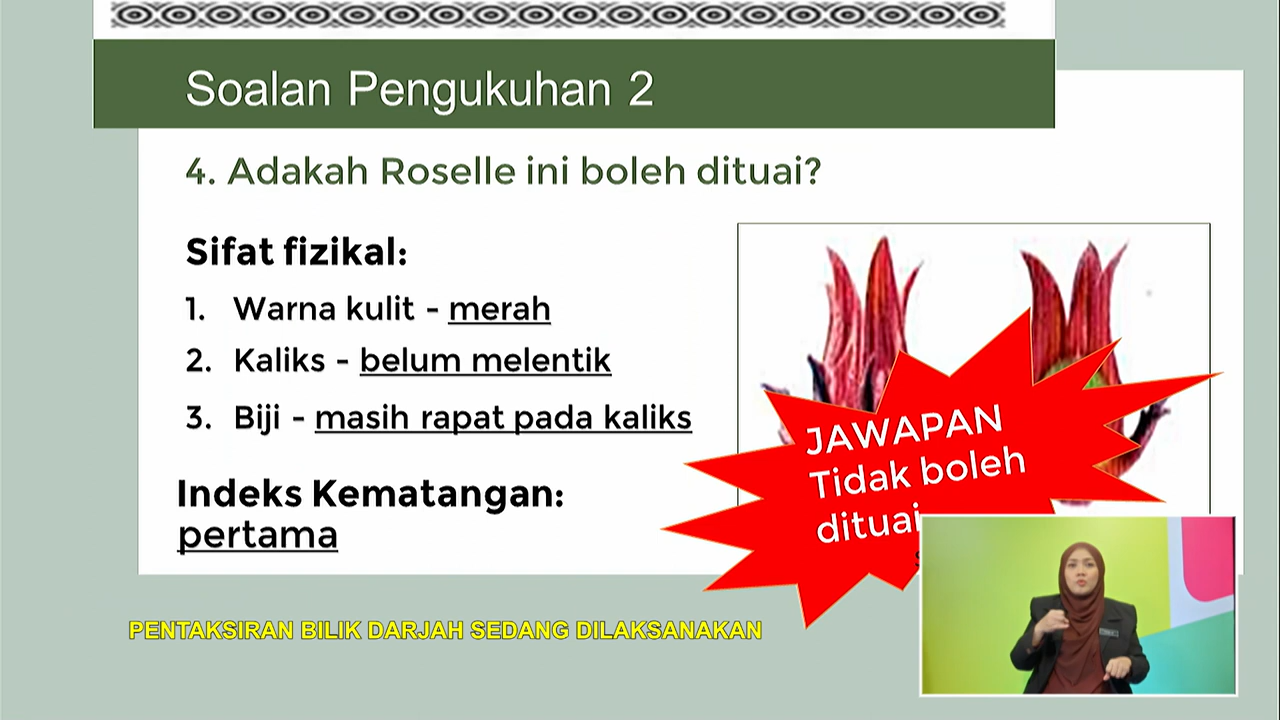 Soalan Pengukuhan 2
4. Adakah Roselle ini boleh dituai?
Sifat fizikal:
1. Warna kulit - merah
2. Kaliks - belum melentik
3. Biji - masih rapat pada kaliks
Indeks Kematangan:
pertama
JAWAPAN
Tidak boleh
dituai
PENTAKSIRAN BILIK DARJAH SEDANG DILAKSANAKAN